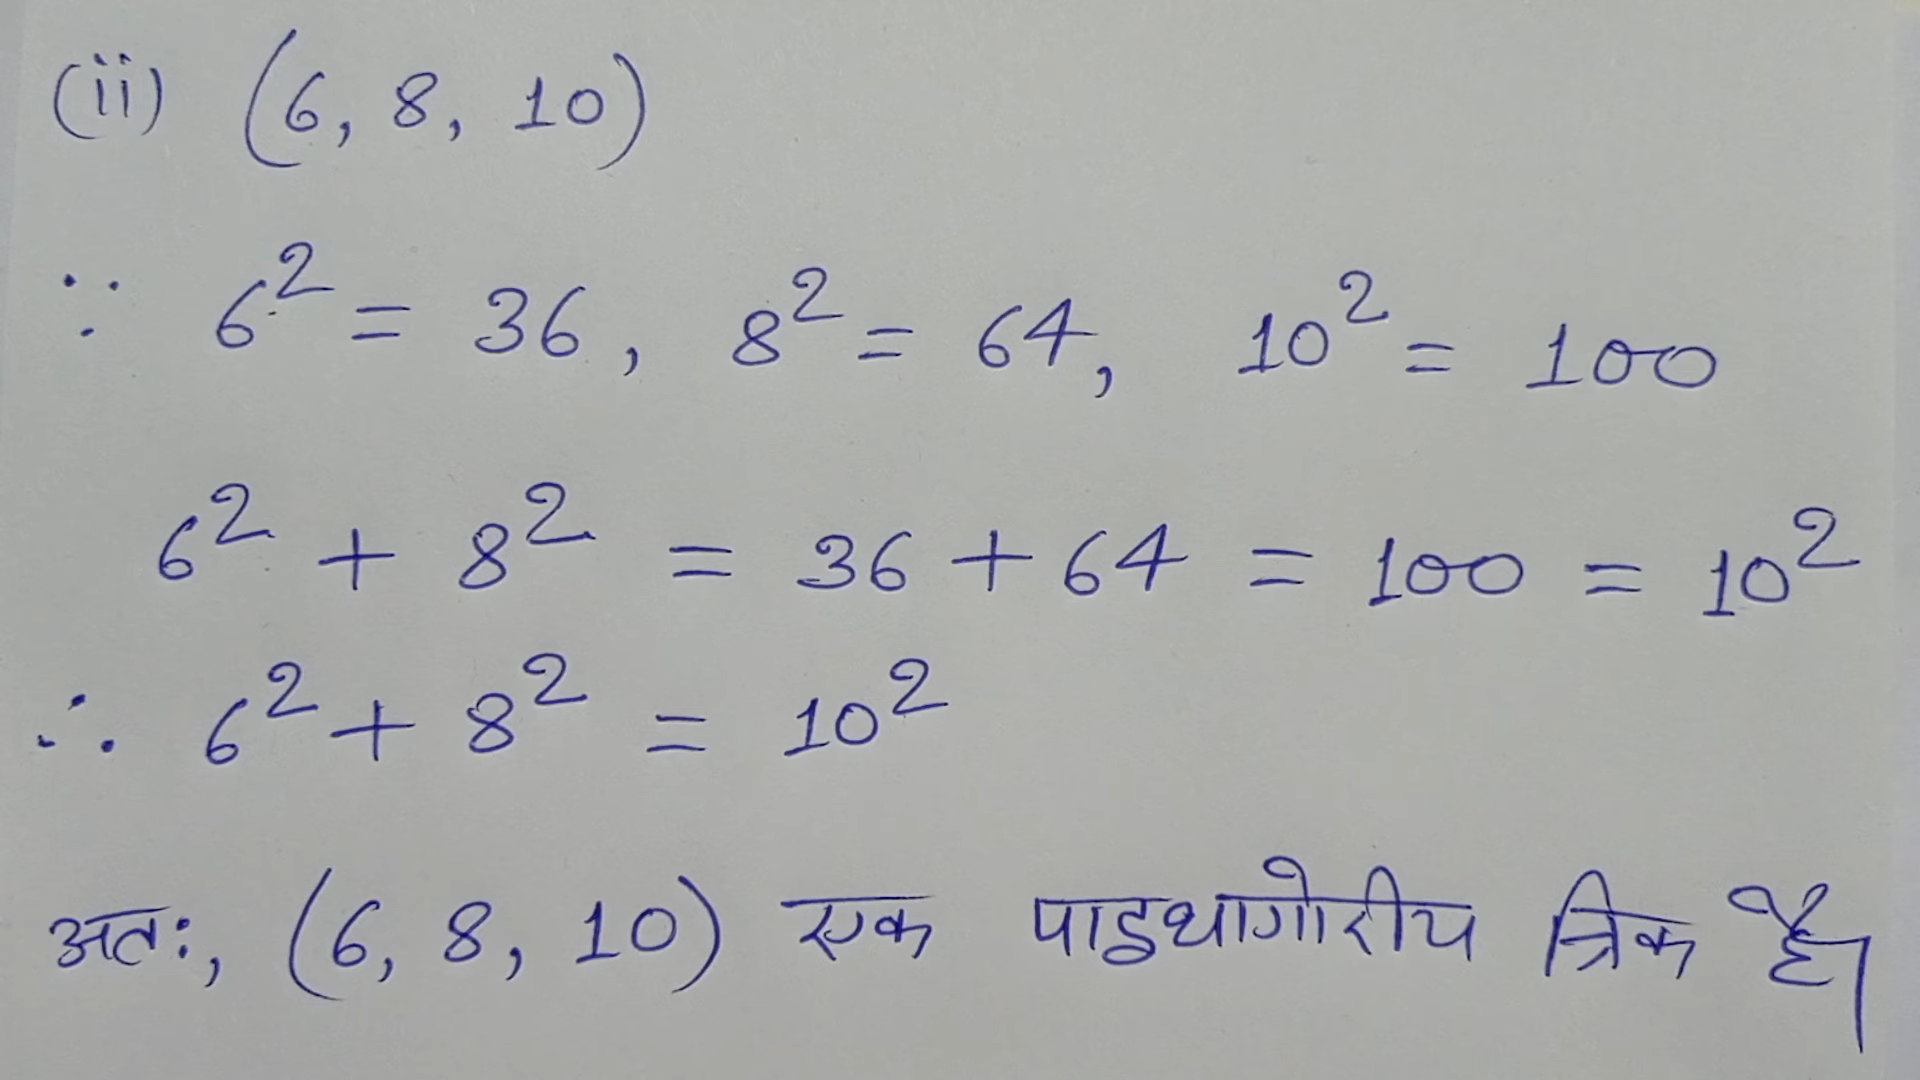 (ii) (6, 8, 10)
∵ 6² = 36, 8² = 64, 10² = 100
6² + 8² = 36 + 64 = 100 = 10²
∴ 6² + 8² = 10²
अतः, (6, 8, 10) एक पाइथागोरीय त्रिक है।